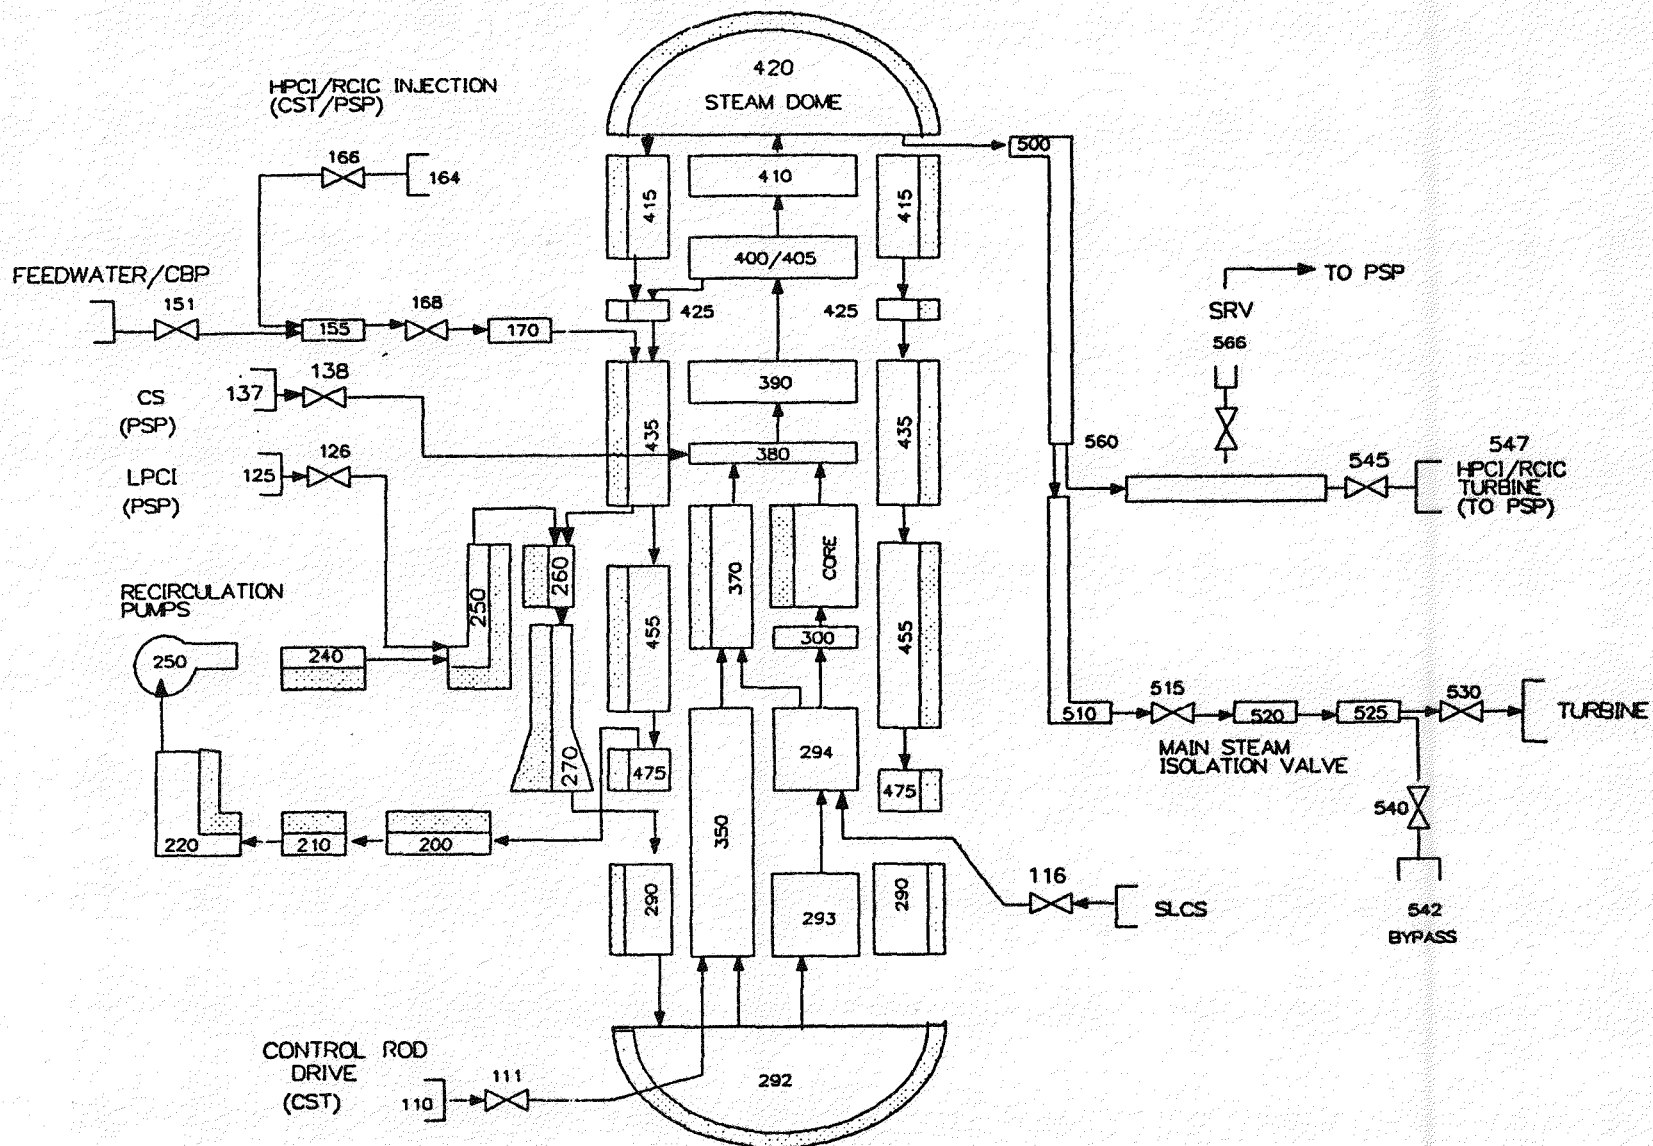 420
STEAM DOME
HPCI/RCIC INJECTION
(CST/PSP)
166
164
500
410
415
415
400/405
FEEDWATER/CBP
151
168
155
170
425
425
TO PSP
SRV
566
138
137
CS
(PSP)
390
435
435
380
126
125
LPCI
(PSP)
560
545
547
HPCI/RCIC
TURBINE
(TO PSP)
RECIRCULATION
PUMPS
250
240
250
260
455
370
CORE
300
455
270
475
294
475
510
515
520
525
530
TURBINE
MAIN STEAM
ISOLATION VALVE
540
542
BYPASS
220
210
200
350
290
293
290
116
SLCS
CONTROL ROD
DRIVE
(CST)
110
111
292